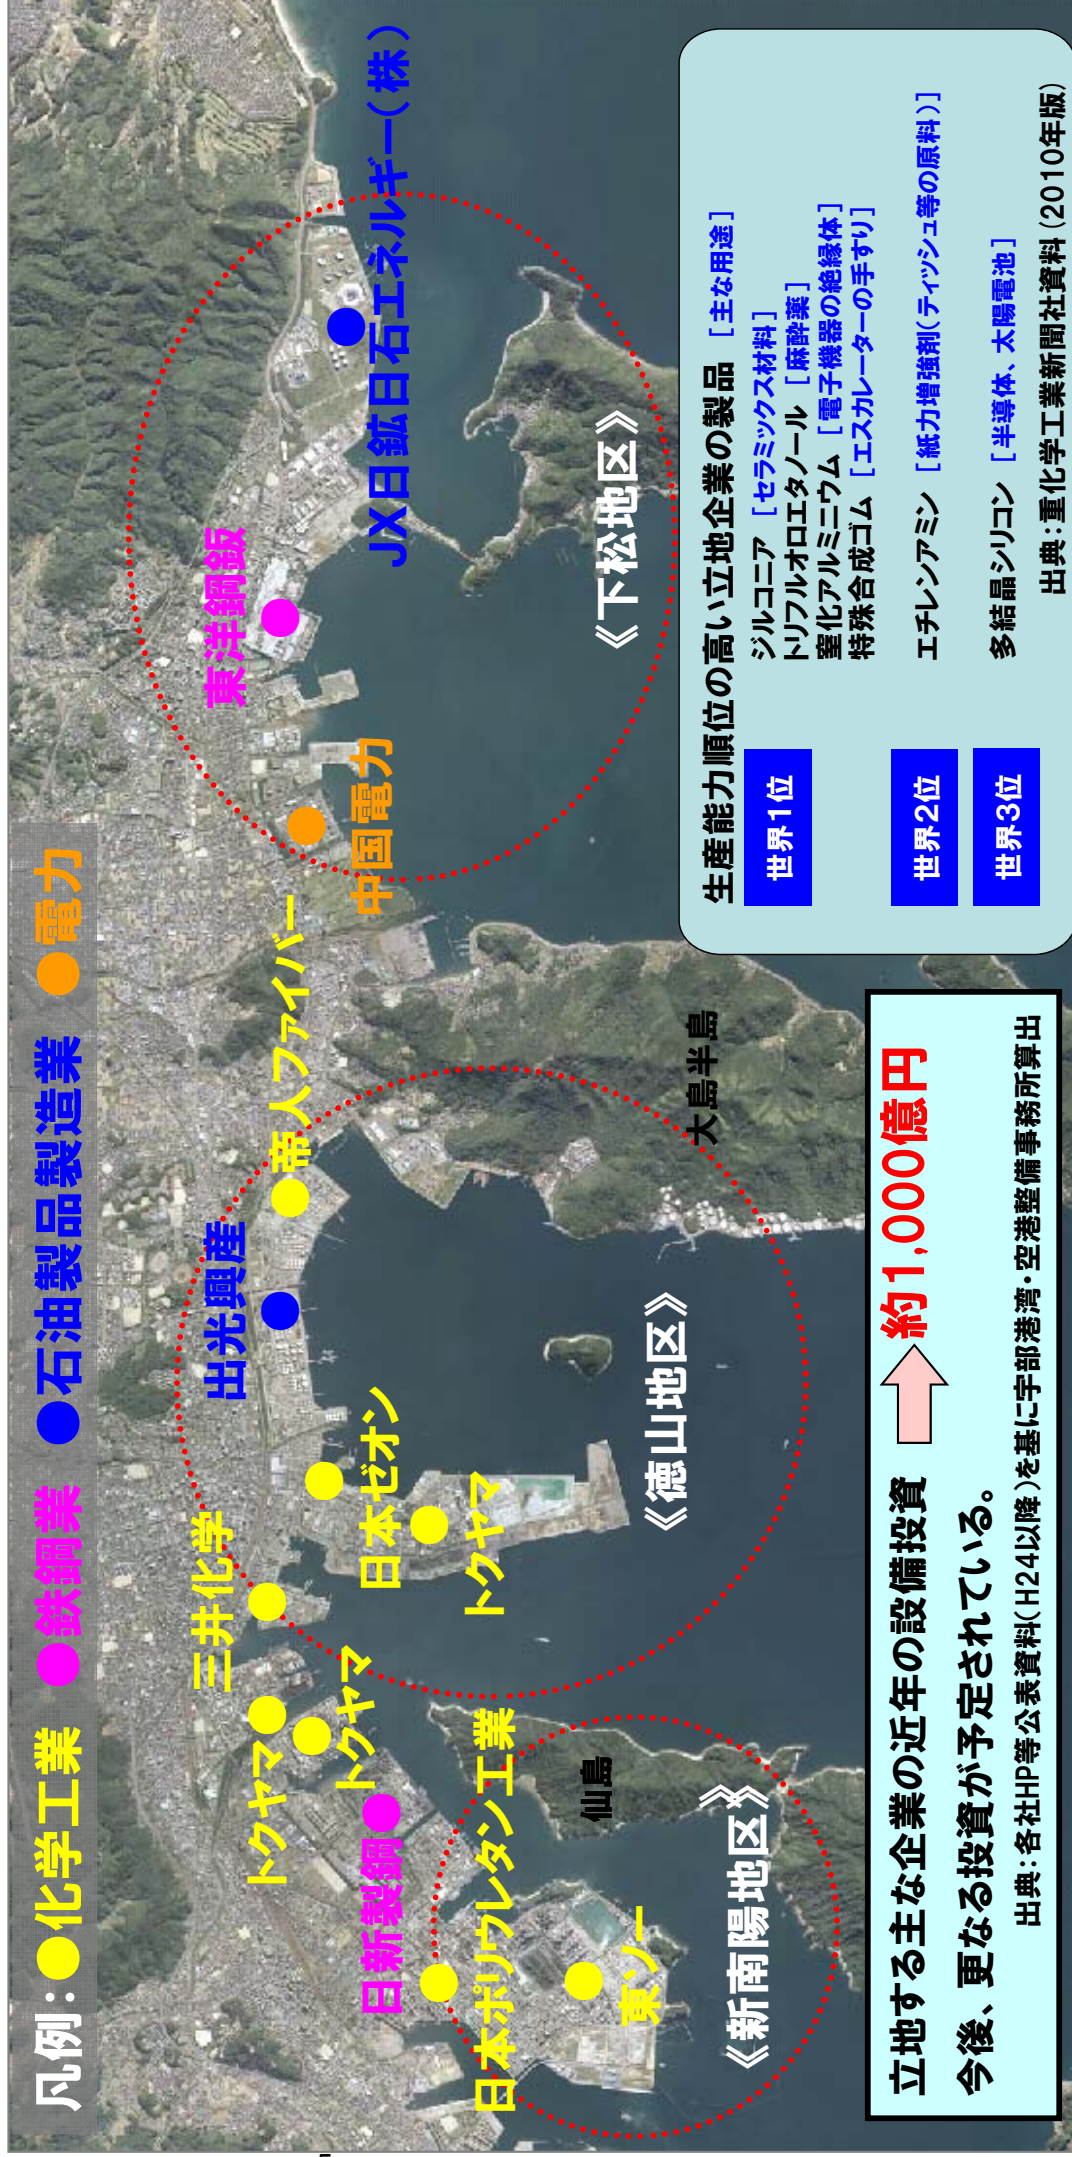 凡例:●化学工業 ●鉄鋼業 ●石油製品製造業 ●電力
東洋鋼鈑
JX日鉱日石エネルギー(株)
中国電力
帝人ファイバー
出光興産
三井化学
日本ゼオン
トクヤマ
トクヤマ
トクヤマ
日新製鋼
日本ポリウレタン工業
東ソー
仙島
大島半島
《新南陽地区》
《徳山地区》
《下松地区》
立地する主な企業の近年の設備投資 約1,000億円
今後、更なる投資が予定されている。
出典:各社HP等公表資料(H24以降)を基に宇部港湾・空港整備事務所算出
生産能力順位の高い立地企業の製品 [主な用途]
世界1位
ジルコニア [セラミックス材料]
トリフルオロエタノール [麻酔薬]
窒化アルミニウム [電子機器の絶縁体]
特殊合成ゴム [エスカレーターの手すり]
世界2位
エチレンアミン [紙力増強剤(ティッシュ等の原料)]
世界3位
多結晶シリコン [半導体、太陽電池]
出典:重化学工業新聞社資料(2010年版)